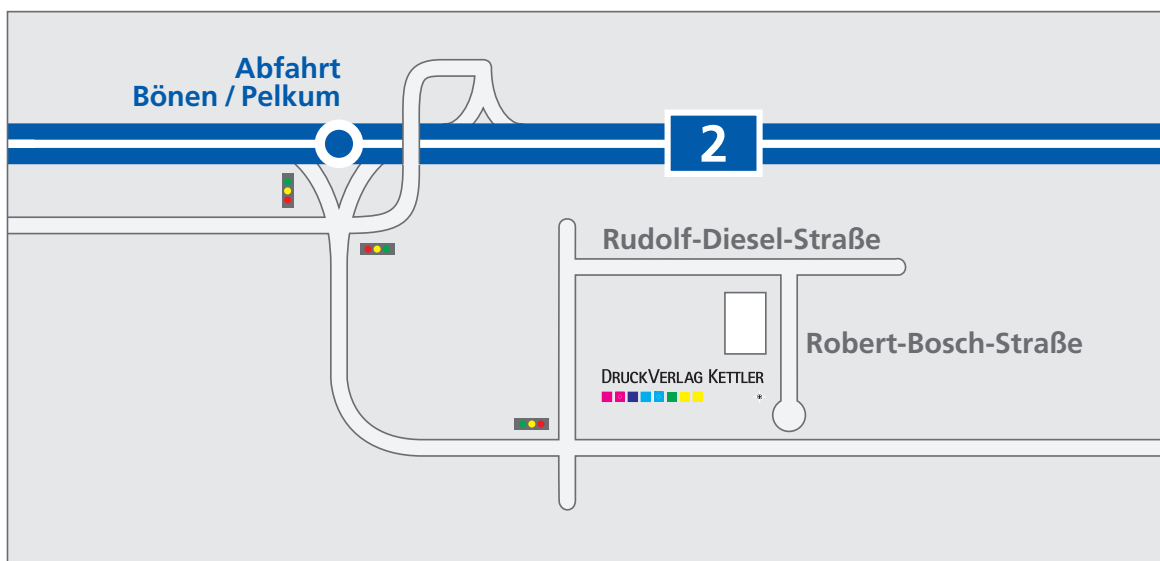 Abfahrt
Bönen / Pelkum
2
Rudolf-Diesel-Straße
Robert-Bosch-Straße
DRUCKVERLAG KETTLER